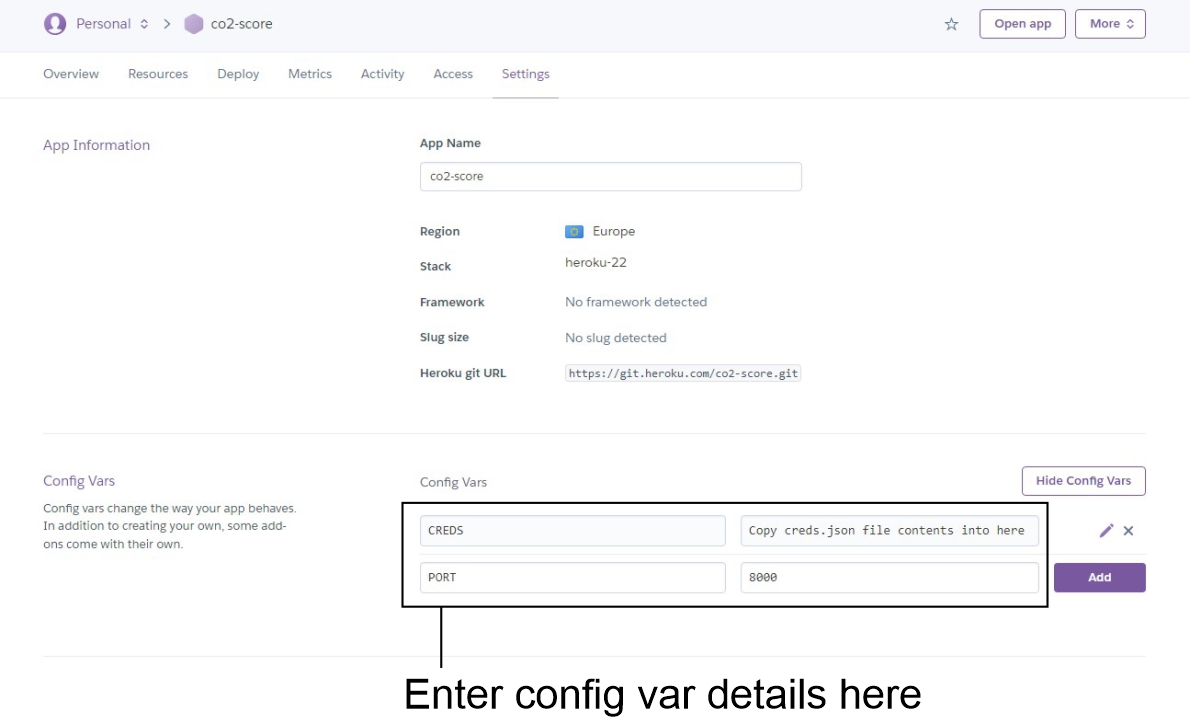 Personal > co2-score Open app More
Overview Resources Deploy Metrics Activity Access Settings
App Information
App Name
co2-score
Region Europe
Stack heroku-22
Framework No framework detected
Slug size No slug detected
Heroku git URL https://git.heroku.com/co2-score.git
Config Vars
Config vars change the way your app behaves.
In addition to creating your own, some add-
ons come with their own.
Config Vars Hide Config Vars
CREDS Copy creds.json file contents into here
PORT 8000 Add
Enter config var details here